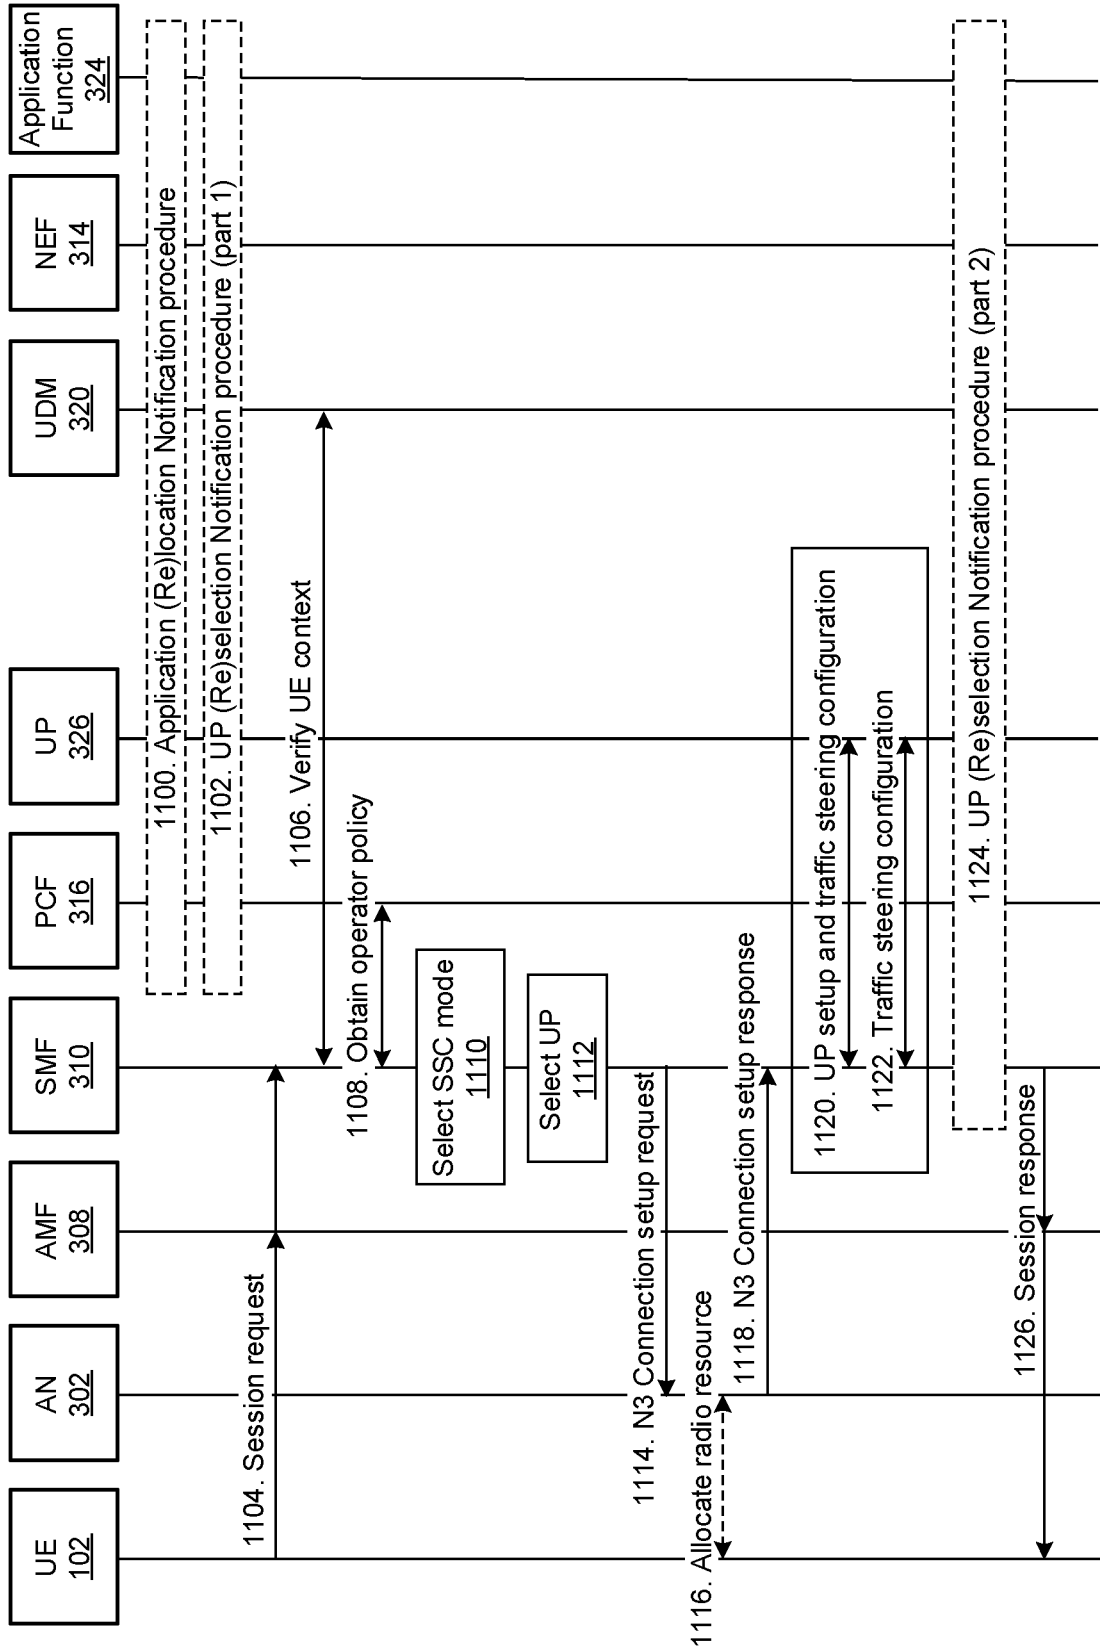 UE
102
AN
302
AMF
308
SMF
310
PCF
316
UP
326
UDM
320
NEF
314
Application
Function
324
1100. Application (Re)location Notification procedure
1102. UP (Re)selection Notification procedure (part 1)
1104. Session request
1106. Verify UE context
1108. Obtain operator policy
Select SSC mode
1110
Select UP
1112
1114. N3 Connection setup request
1116. Allocate radio resource
1118. N3 Connection setup response
1120. UP setup and traffic steering configuration
1122. Traffic steering configuration
1124. UP (Re)selection Notification procedure (part 2)
1126. Session response